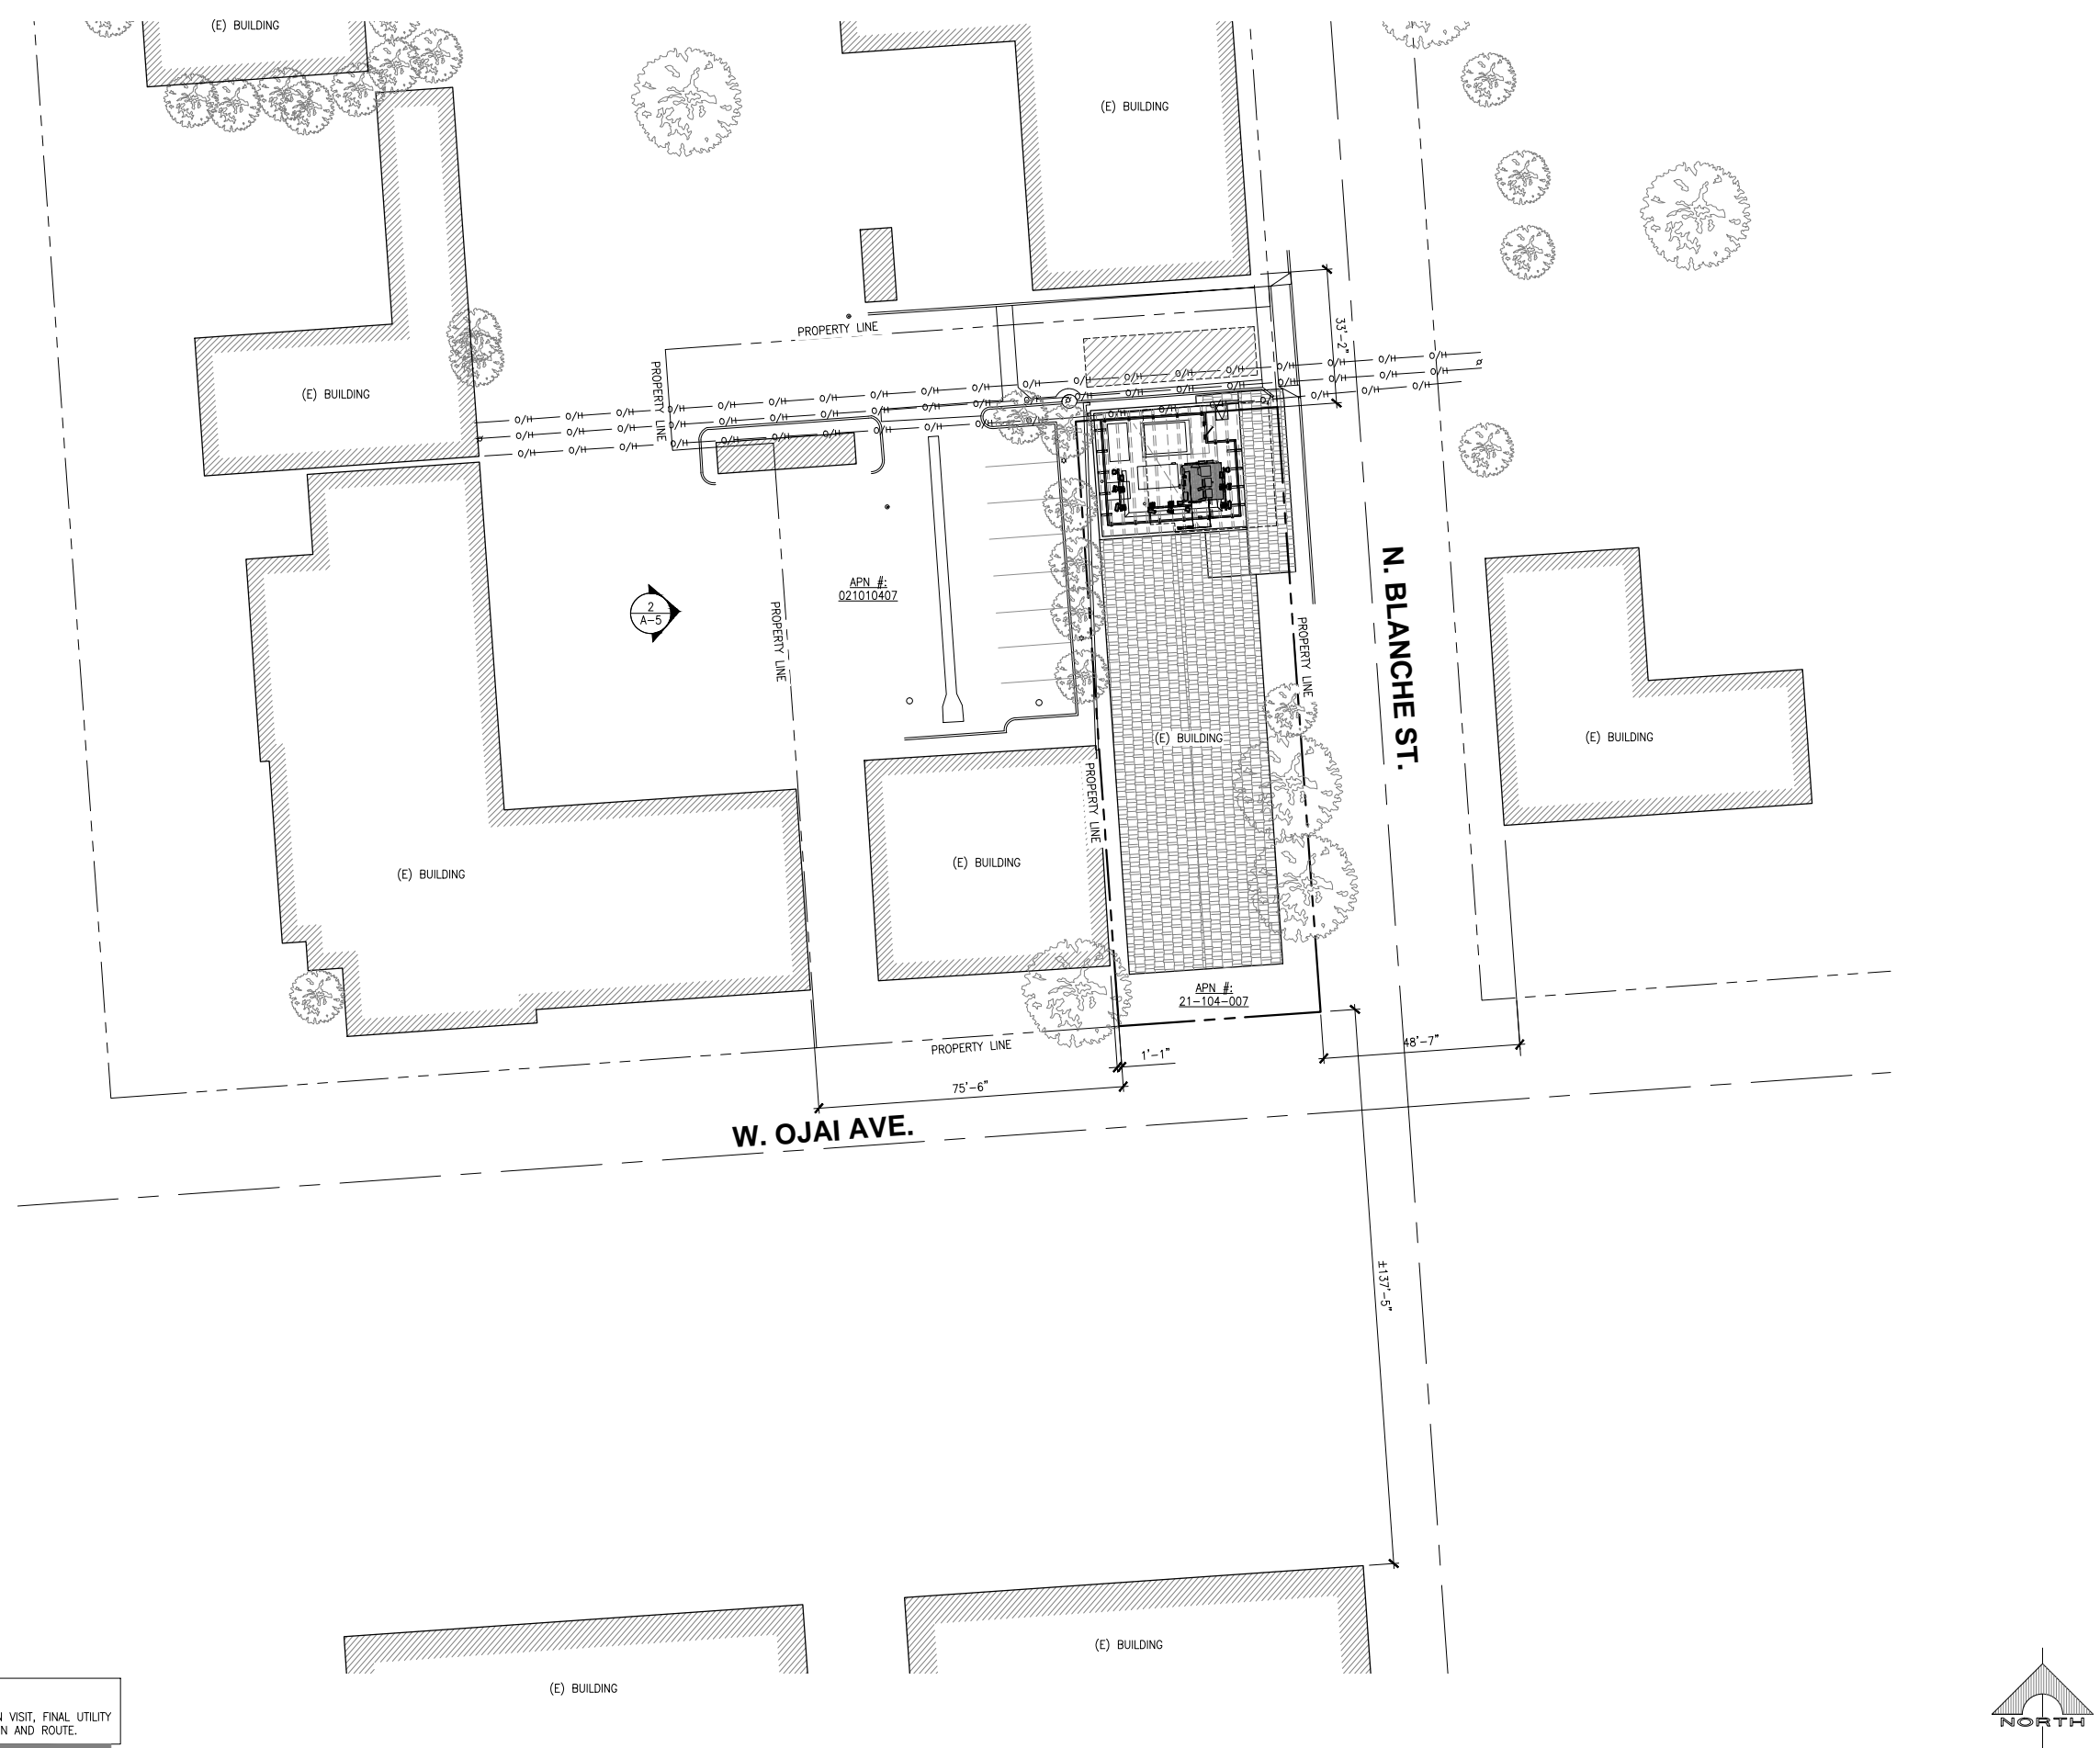 (E) BUILDING
(E) BUILDING
33'-2"
PROPERTY LINE
PROPERTY LINE
O/H O/H O/H O/H O/H O/H O/H O/H O/H O/H O/H O/H O/H O/H O/H O/H O/H O/H O/H
O/H O/H O/H O/H O/H O/H O/H O/H O/H O/H O/H O/H O/H O/H O/H O/H O/H O/H
O/H O/H O/H O/H O/H O/H O/H O/H O/H O/H O/H O/H O/H O/H O/H O/H O/H O/H
(E) BUILDING
N. BLANCHE ST.
APN #:
021010407
2
A-5
PROPERTY LINE
PROPERTY LINE
(E) BUILDING
(E) BUILDING
PROPERTY LINE
(E) BUILDING
(E) BUILDING
APN #:
21-104-007
PROPERTY LINE
1'-1"
48'-7"
75'-6"
W. OJAI AVE.
±137'-5"
(E) BUILDING
(E) BUILDING
VISIT, FINAL UTILITY
AND ROUTE.
NORTH